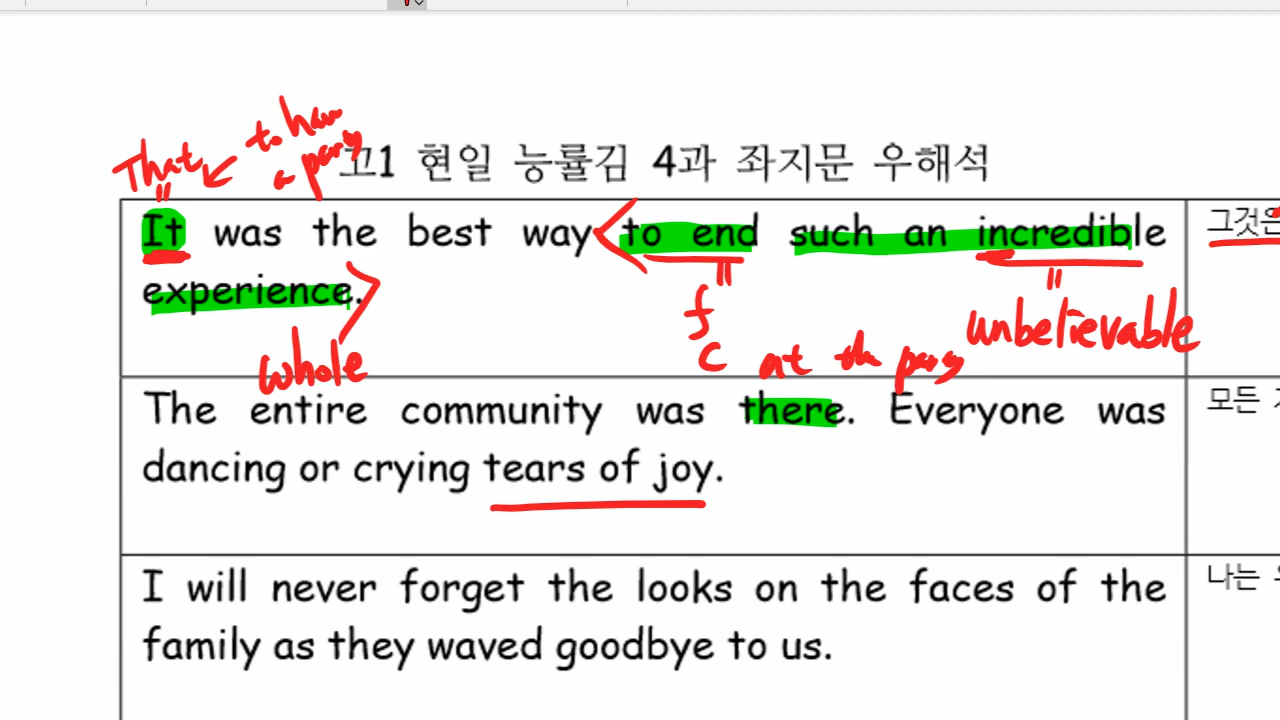 to have
a party
That
고1 현일 능률김 4과 좌지문 우해석
It was the best way to end such an incredible
그것은
experience.
f
c
unbelievable
whole
at the party
The entire community was there. Everyone was
모든
dancing or crying tears of joy.
I will never forget the looks on the faces of the
나는
family as they waved goodbye to us.